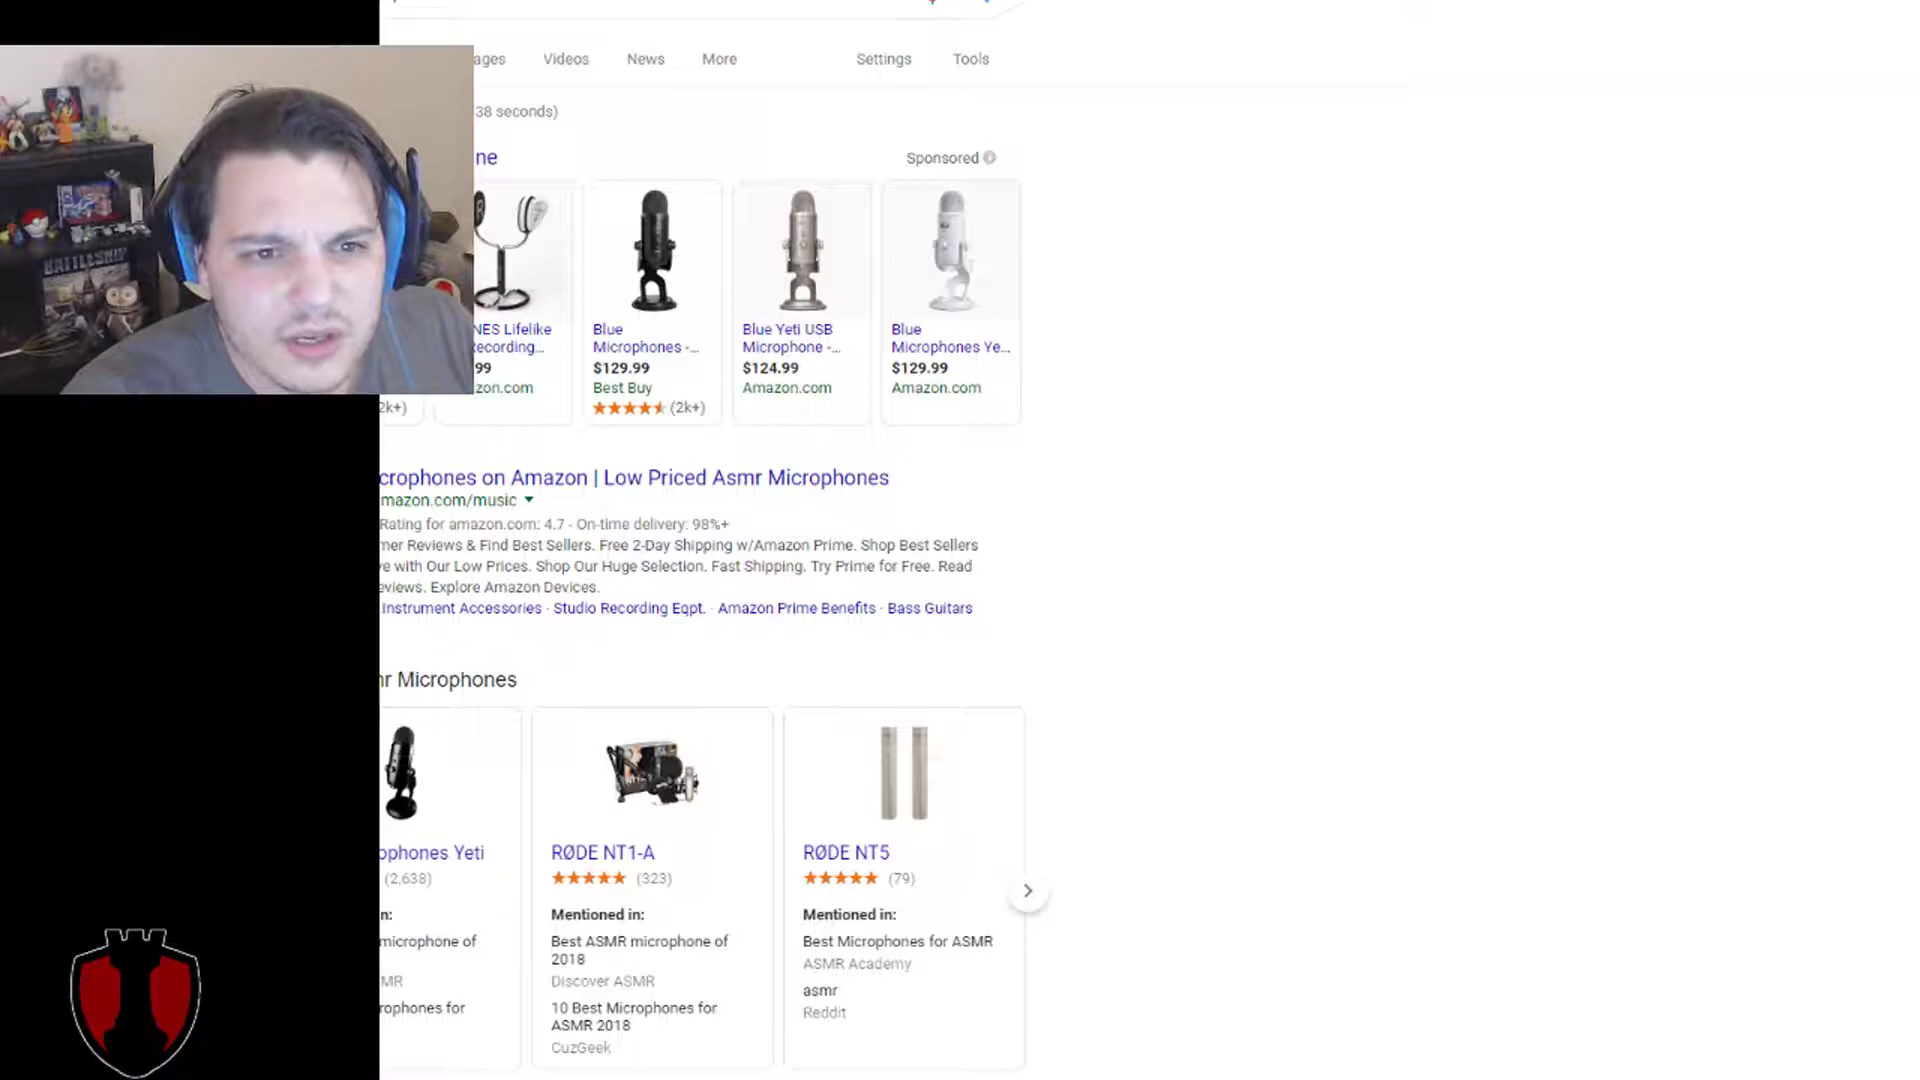 ages Videos News More Settings Tools
38 seconds)
ne
Sponsored
NES Lifelike
Recording...
99
zon.com
Blue
Microphones -...
$129.99
Best Buy
(2k+)
Blue Yeti USB
Microphone -...
$124.99
Amazon.com
Blue
Microphones Ye...
$129.99
Amazon.com
2k+)
BATTLESHIP
crophones on Amazon | Low Priced Asmr Microphones
mazon.com/music
Rating for amazon.com: 4.7 - On-time delivery: 98%+
mer Reviews & Find Best Sellers. Free 2-Day Shipping w/Amazon Prime. Shop Best Sellers
ve with Our Low Prices. Shop Our Huge Selection. Fast Shipping. Try Prime for Free. Read
eviews. Explore Amazon Devices.
Instrument Accessories · Studio Recording Eqpt. · Amazon Prime Benefits · Bass Guitars
mr Microphones
ophones Yeti
(2,638)
n:
microphone of
MR
rophones for
RØDE NT1-A
(323)
Mentioned in:
Best ASMR microphone of
2018
Discover ASMR
10 Best Microphones for
ASMR 2018
CuzGeek
RØDE NT5
(79)
Mentioned in:
Best Microphones for ASMR
ASMR Academy
asmr
Reddit